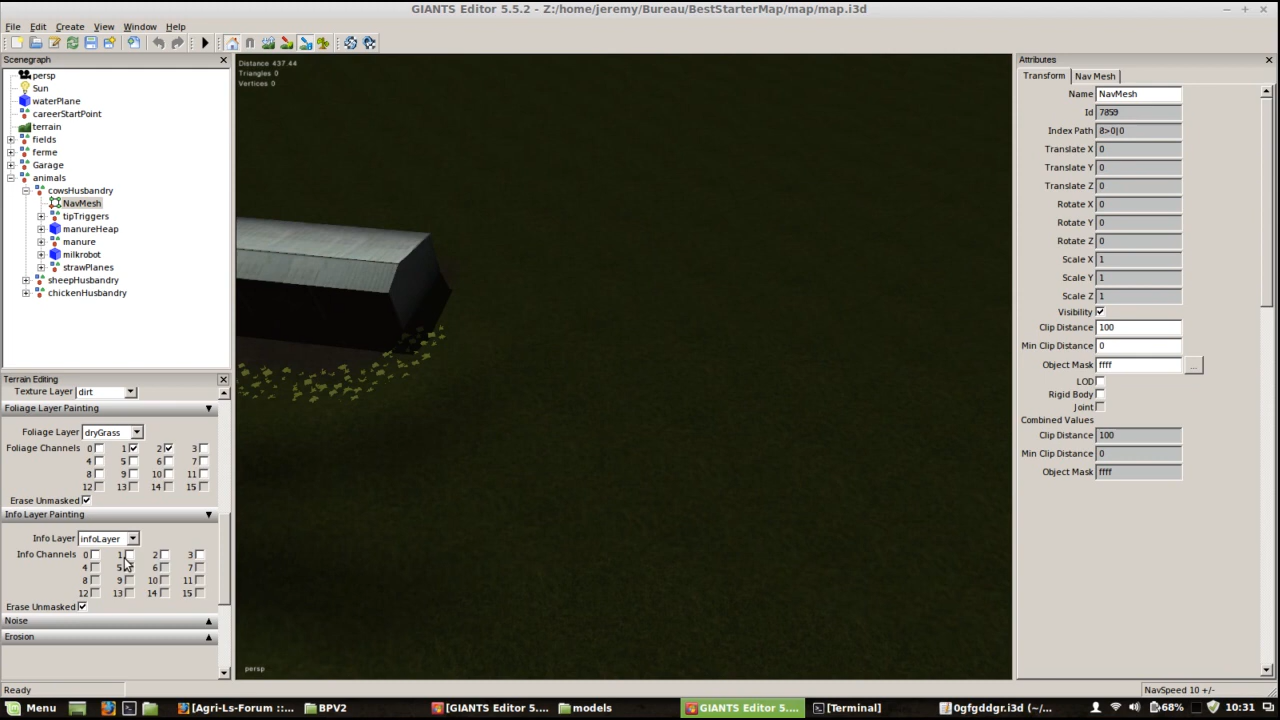 GIANTS Editor 5.5.2 - Z:/home/jeremy/Bureau/BestStarterMap/map/map.i3d
File Edit Create View Window Help
Scenegraph
persp
Sun
waterPlane
careerStartPoint
terrain
fields
ferme
Garage
animals
cowsHusbandry
NavMesh
tipTriggers
manureHeap
manure
milkrobot
strawPlanes
sheepHusbandry
chickenHusbandry
Terrain Editing
Texture Layer dirt
Foliage Layer Painting
Foliage Layer dryGrass
Foliage Channels 0 1 2 3
4 5 6 7
8 9 10 11
12 13 14 15
Erase Unmasked
Info Layer Painting
Info Layer infoLayer
Info Channels 0 1 2 3
4 5 6 7
8 9 10 11
12 13 14 15
Erase Unmasked
Noise
Erosion
Distance 437.44
Triangles 0
Vertices 0
persp
Attributes
Transform Nav Mesh
Name NavMesh
Id
Index Path 8>0|0
Translate X 0
Translate Y 0
Translate Z 0
Rotate X 0
Rotate Y 0
Rotate Z 0
Scale X 1
Scale Y 1
Scale Z 1
Visibility
Clip Distance 100
Min Clip Distance 0
Object Mask ffff ...
LOD
Rigid Body
Joint
Combined Values
Clip Distance 100
Min Clip Distance 0
Object Mask ffff
Ready NavSpeed 10 +/-
Menu [Agri-Ls-Forum ::... BPV2 [GIANTS Editor 5.... models GIANTS Editor 5.... [Terminal] 0gfgddgr.i3d (~/... 68% 10:31